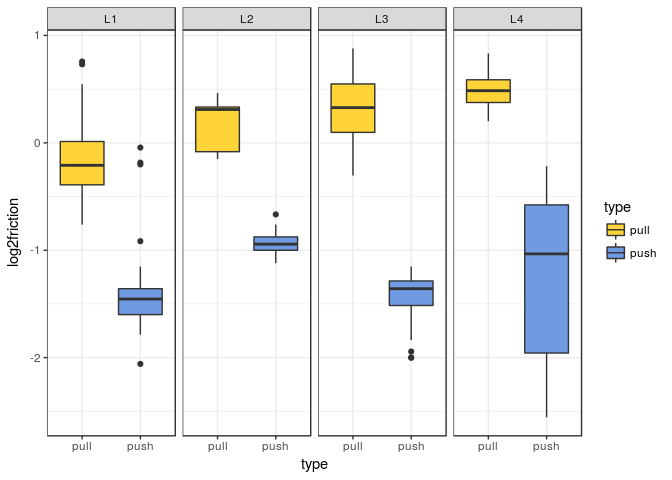 L1 L2 L3 L4
1
0
-1
-2
log2friction
pull push pull push pull push pull push
type
type
pull
push